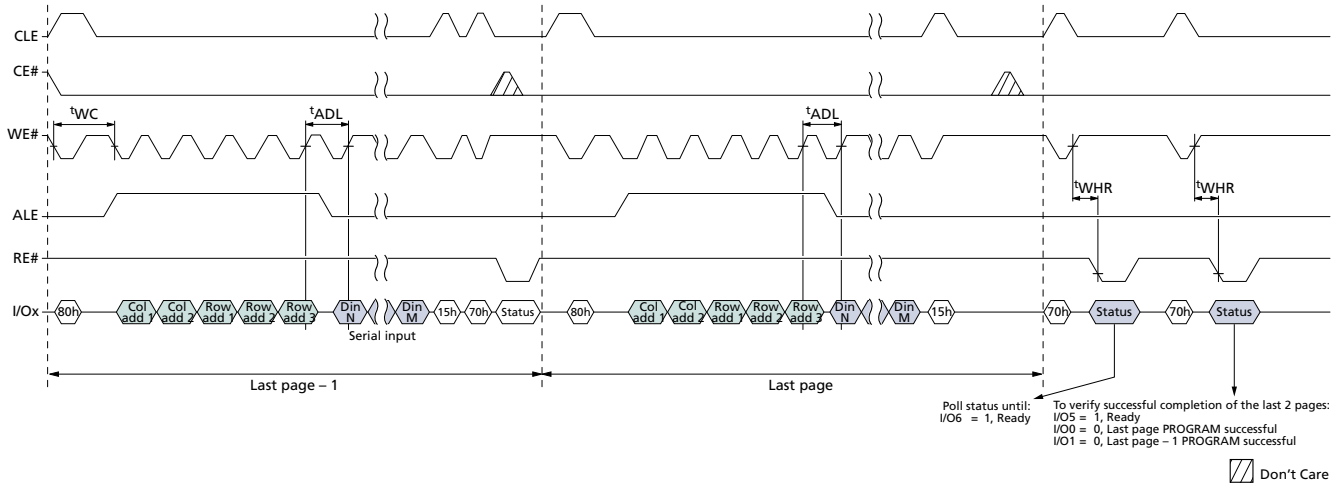 CLE
CE#
tWC
tADL
tADL
WE#
tWHR
tWHR
ALE
RE#
I/Ox
80h
Col add 1
Col add 2
Row add 1
Row add 2
Row add 3
Din N
Din M
15h
70h
Status
80h
Col add 1
Col add 2
Row add 1
Row add 2
Row add 3
Din N
Din M
15h
70h
Status
70h
Status
Serial input
Last page – 1
Last page
Poll status until:
I/O6 = 1, Ready
To verify successful completion of the last 2 pages:
I/O5 = 1, Ready
I/O0 = 0, Last page PROGRAM successful
I/O1 = 0, Last page – 1 PROGRAM successful
Don't Care